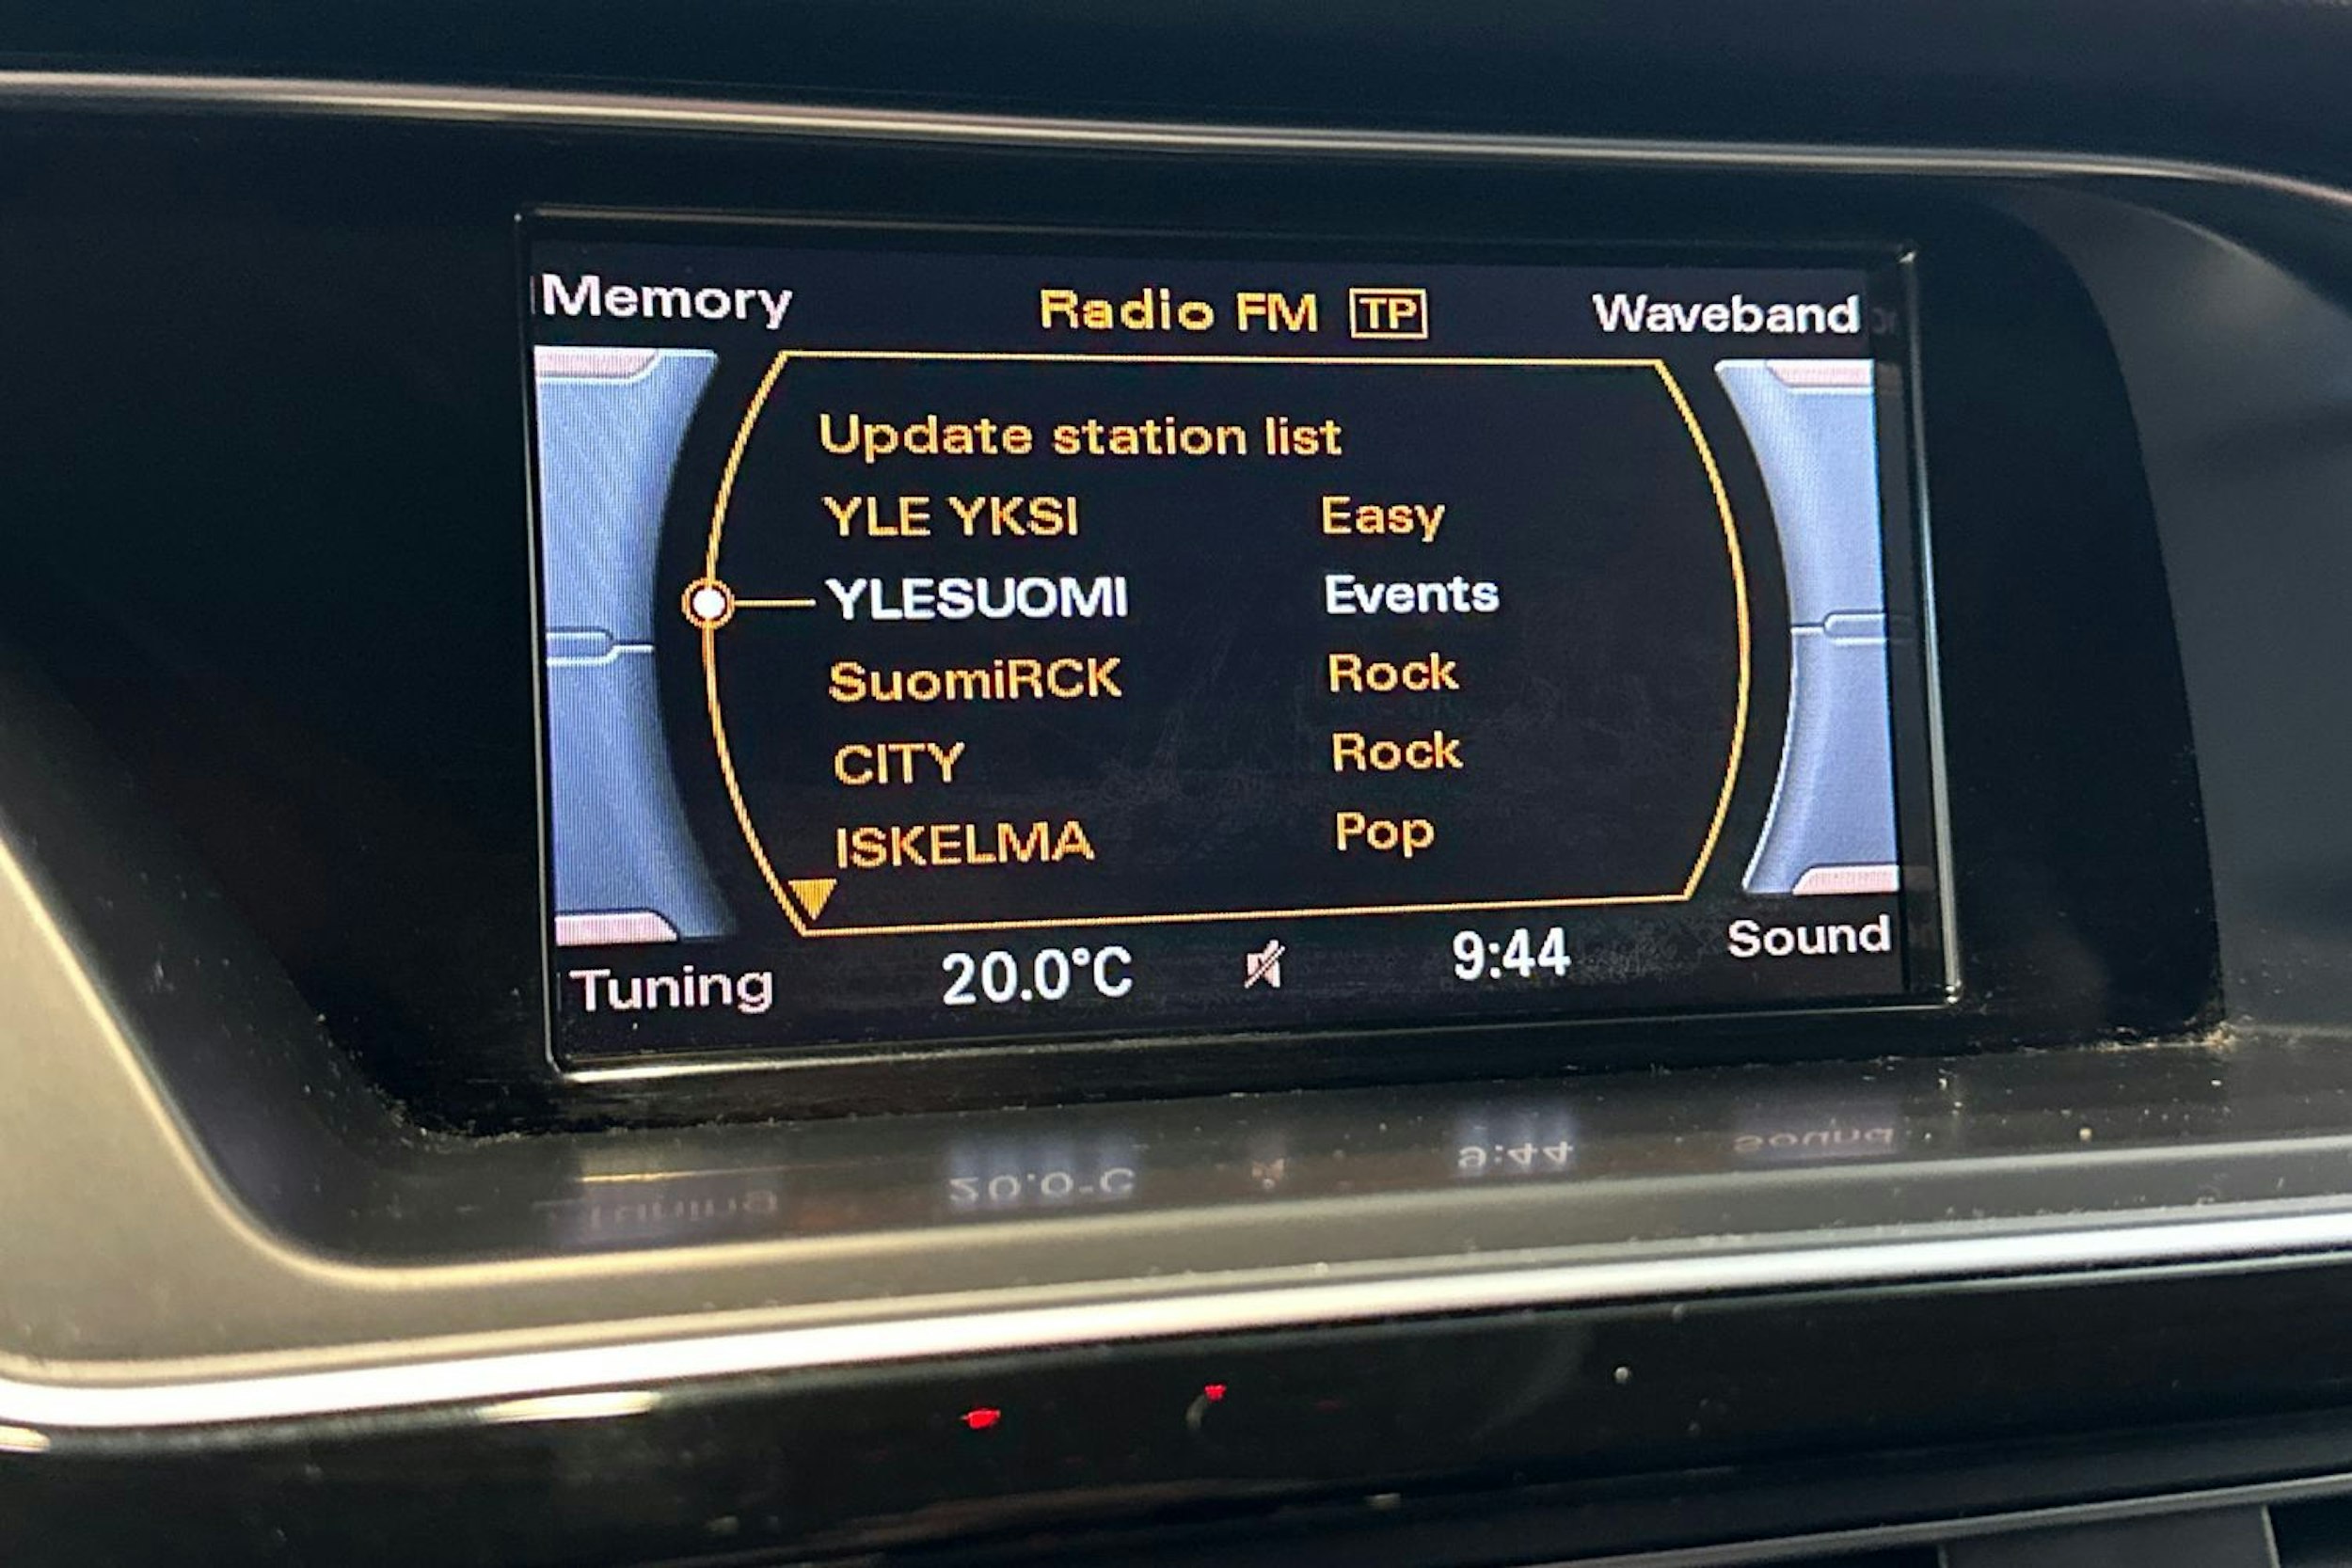 Memory Radio FM TP Waveband
Update station list
YLE YKSI Easy
YLESUOMI Events
SuomiRCK Rock
CITY Rock
ISKELMA Pop
Tuning 20.0°C 9:44 Sound